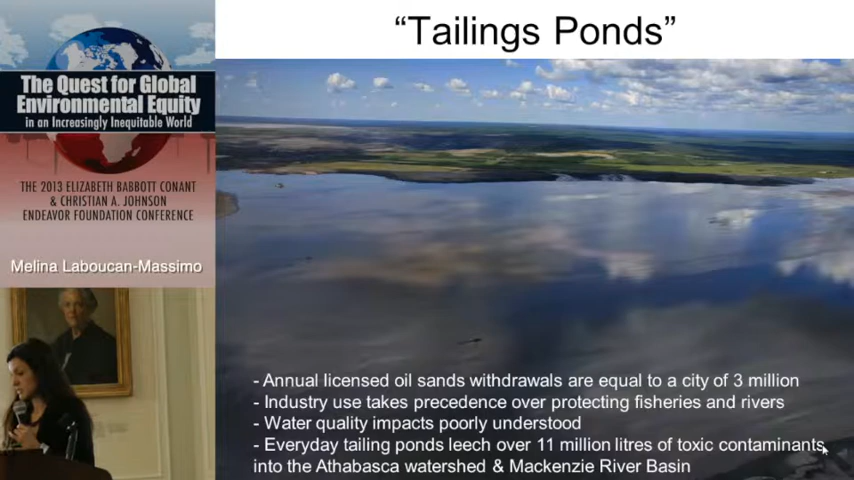 The Quest for Global
Environmental Equity
in an Increasingly Inequitable World
THE 2013 ELIZABETH BABBOTT CONANT
& CHRISTIAN A. JOHNSON
ENDEAVOR FOUNDATION CONFERENCE
Melina Laboucan-Massimo
“Tailings Ponds”
- Annual licensed oil sands withdrawals are equal to a city of 3 million
- Industry use takes precedence over protecting fisheries and rivers
- Water quality impacts poorly understood
- Everyday tailing ponds leech over 11 million litres of toxic contaminants
into the Athabasca watershed & Mackenzie River Basin